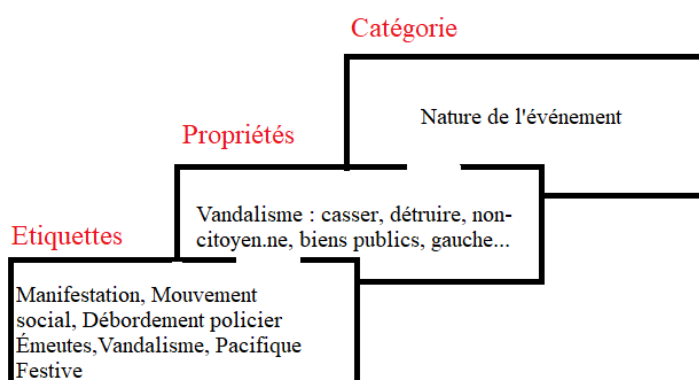 Catégorie
Nature de l'événement
Propriétés
Vandalisme : casser, détruire, non-
citoyen.ne, biens publics, gauche...
Etiquettes
Manifestation, Mouvement
social, Débordement policier
Émeutes,Vandalisme, Pacifique
Festive